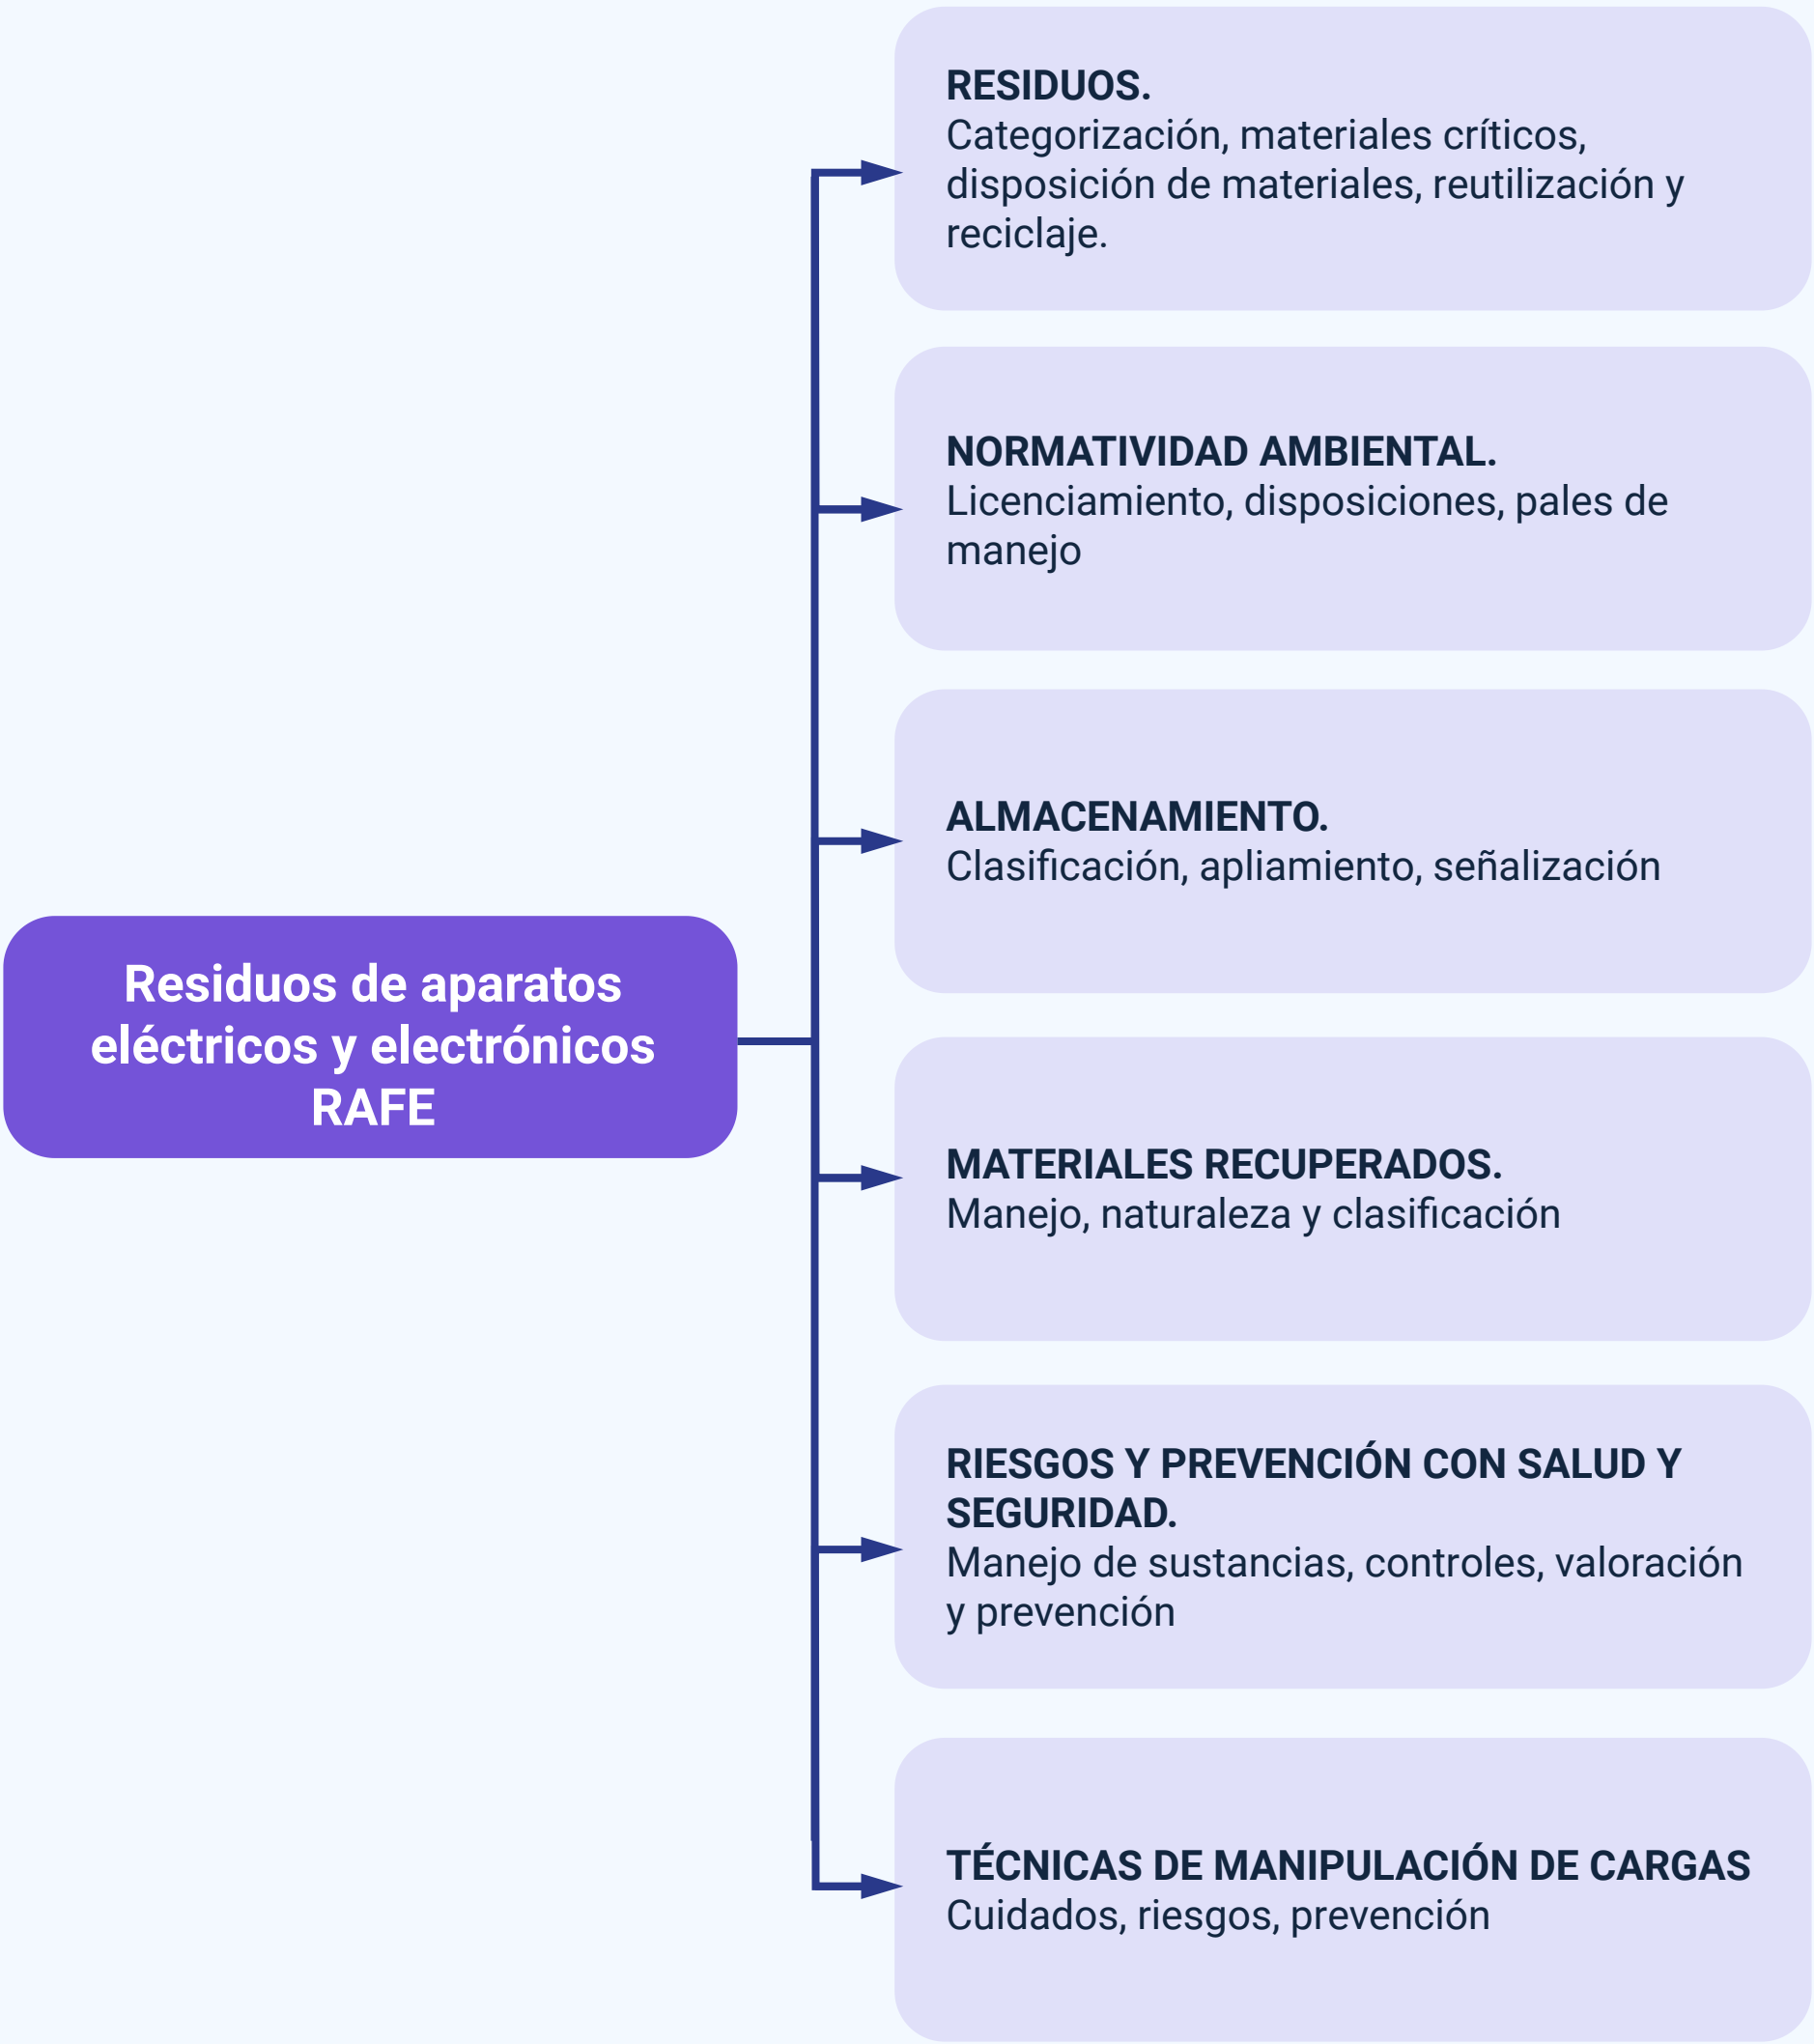 RESIDUOS.
Categorización, materiales críticos,
disposición de materiales, reutilización y
reciclaje.
NORMATIVIDAD AMBIENTAL.
Licenciamiento, disposiciones, pales de
manejo
ALMACENAMIENTO.
Clasificación, apliamiento, señalización
Residuos de aparatos
eléctricos y electrónicos
RAFE
MATERIALES RECUPERADOS.
Manejo, naturaleza y clasificación
RIESGOS Y PREVENCIÓN CON SALUD Y
SEGURIDAD.
Manejo de sustancias, controles, valoración
y prevención
TÉCNICAS DE MANIPULACIÓN DE CARGAS
Cuidados, riesgos, prevención